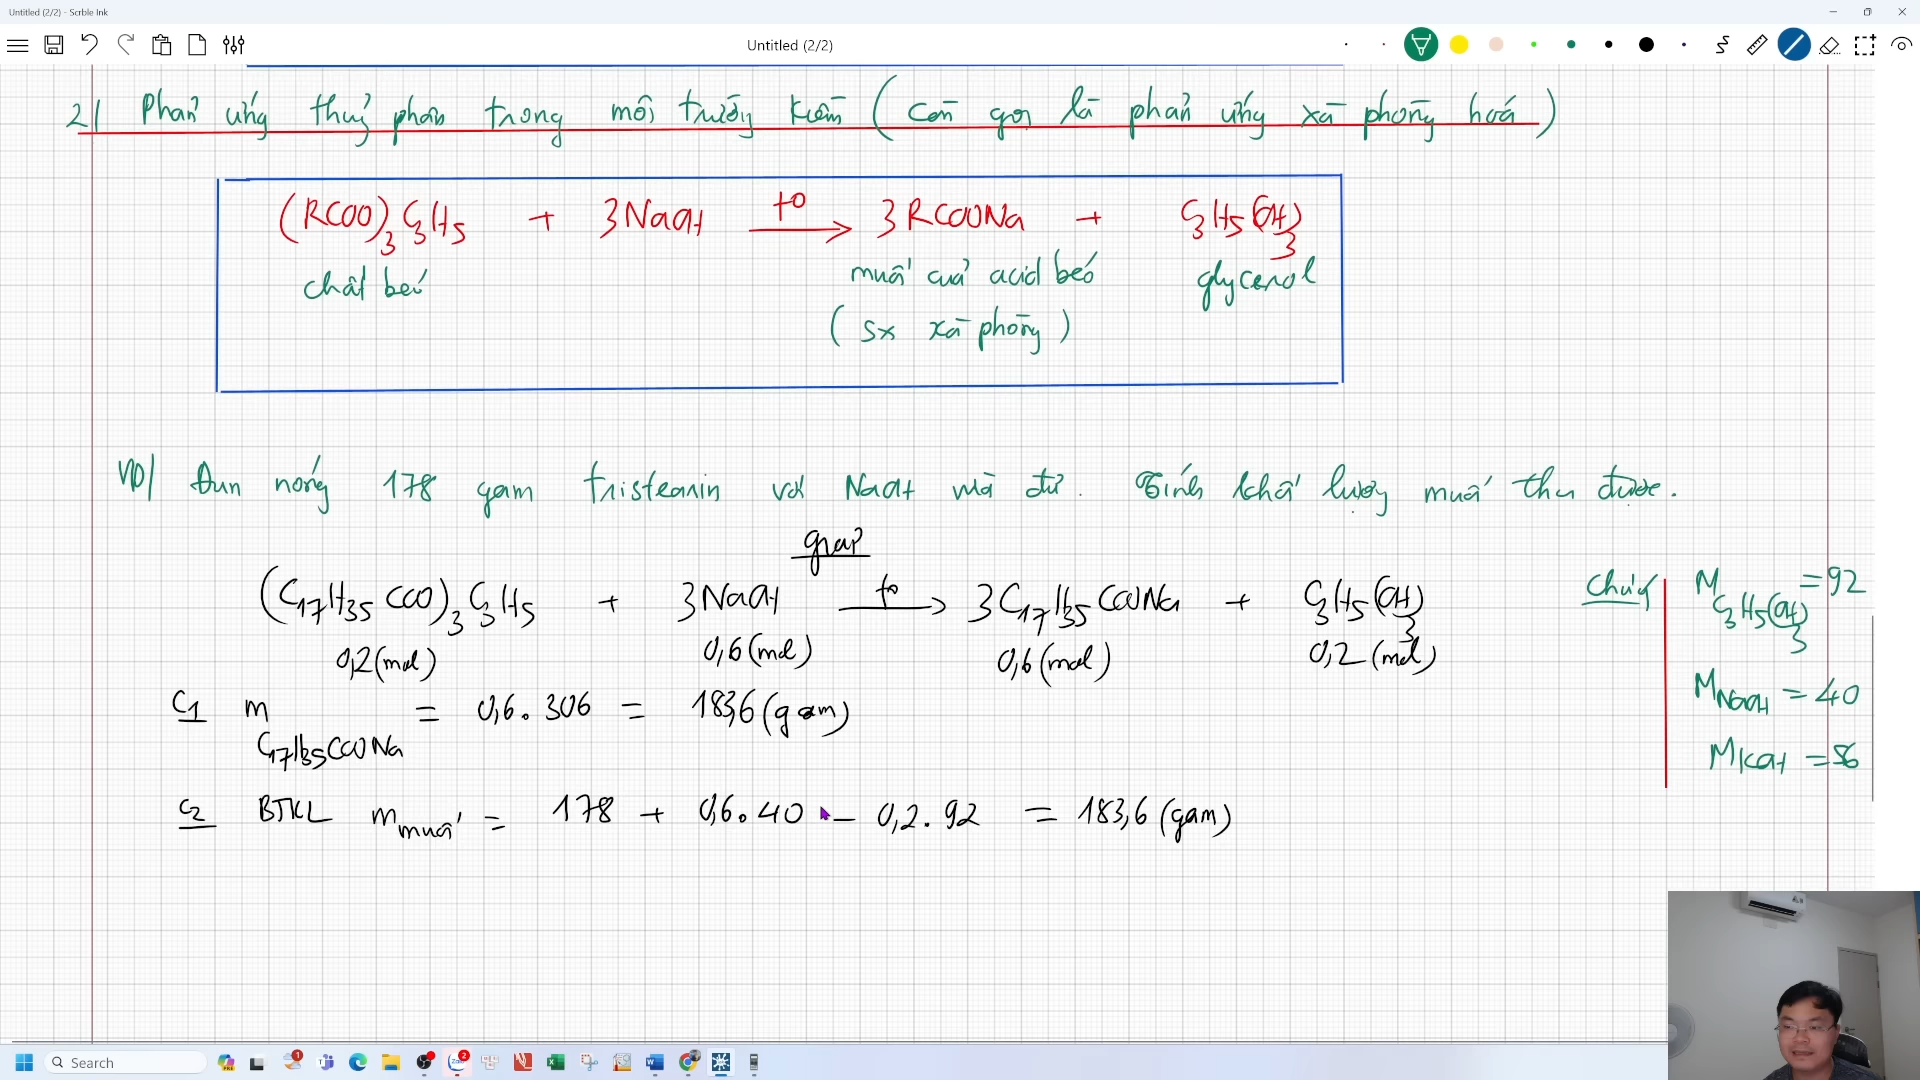 Untitled (2/2) - Scrble Ink
Untitled (2/2)
2/ Phản ứng thuỷ phân trong môi trường kiềm ( còn gọi là phản ứng xà phòng hoá )
(RCOO)3C3H5 + 3NaOH t° → 3RCOONa + C3H5(OH)3
chất béo muối của acid béo glycerol
( sx xà phòng )
VD/ Đun nóng 178 gam tristearin với NaOH vừa đủ. Tính khối lượng muối thu được.
giải
(C17H35COO)3C3H5 + 3NaOH t° → 3C17H35COONa + C3H5(OH)3
0,2(mol) 0,6(mol) 0,6(mol) 0,2(mol)
Chú ý M C3H5(OH)3 = 92
M NaOH = 40
M KOH = 56
C1 m C17H35COONa = 0,6.306 = 183,6(gam)
C2 BTKL m muối = 178 + 0,6.40 – 0,2.92 = 183,6(gam)
Search